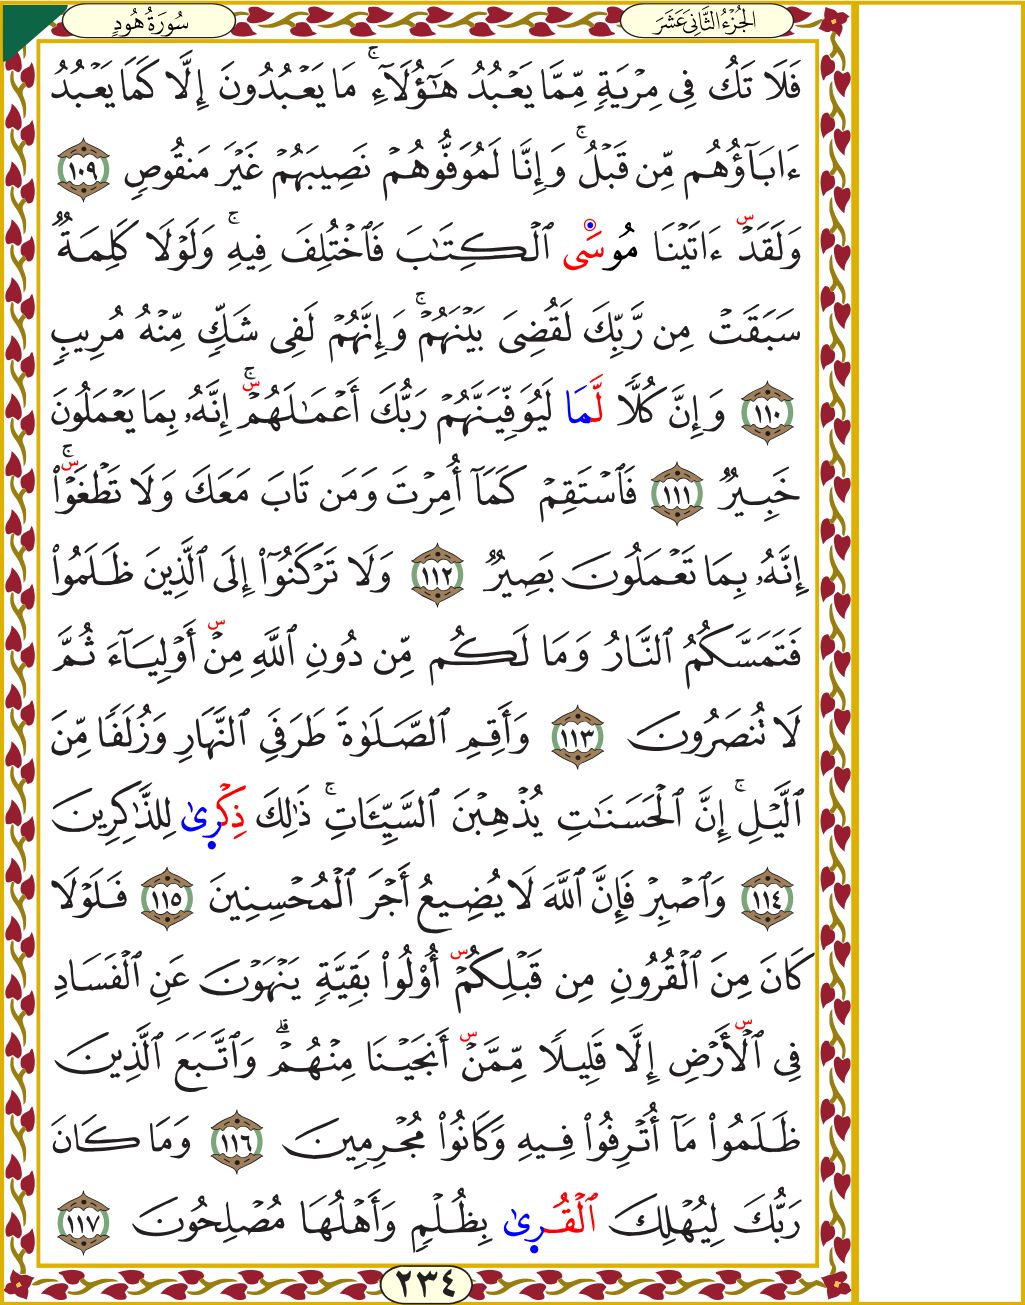 الجُزْءُ الثَّانِي عَشَرَ
سُورَةُ هُودٍ
فَلَا تَكُ فِي مِرْيَةٖ مِّمَّا يَعْبُدُ هَٰٓؤُلَآءِۚ مَا يَعْبُدُونَ إِلَّا كَمَا يَعْبُدُ
ءَابَآؤُهُم مِّن قَبْلُۚ وَإِنَّا لَمُوَفُّوهُمْ نَصِيبَهُمْ غَيْرَ مَنقُوصٖ ١٠٩
وَلَقَدْۜ ءَاتَيْنَا مُوسَى ٱلْكِتَٰبَ فَٱخْتُلِفَ فِيهِۚ وَلَوْلَا كَلِمَةٞ
سَبَقَتْ مِن رَّبِّكَ لَقُضِيَ بَيْنَهُمْۚ وَإِنَّهُمْ لَفِي شَكّٖ مِّنْهُ مُرِيبٖ
١١٠ وَإِنَّ كُلّٗا لَّمَا لَيُوَفِّيَنَّهُمْ رَبُّكَ أَعْمَٰلَهُمْۜۚ إِنَّهُۥ بِمَا يَعْمَلُونَ
خَبِيرٞ ١١١ فَٱسْتَقِمْ كَمَآ أُمِرْتَ وَمَن تَابَ مَعَكَ وَلَا تَطْغَوْاْۜۚ
إِنَّهُۥ بِمَا تَعْمَلُونَ بَصِيرٞ ١١٢ وَلَا تَرْكَنُوٓاْ إِلَى ٱلَّذِينَ ظَلَمُواْ
فَتَمَسَّكُمُ ٱلنَّارُ وَمَا لَكُم مِّن دُونِ ٱللَّهِ مِنْۜ أَوْلِيَآءَ ثُمَّ
لَا تُنصَرُونَ ١١٣ وَأَقِمِ ٱلصَّلَوٰةَ طَرَفَيِ ٱلنَّهَارِ وَزُلَفٗا مِّنَ
ٱلَّيْلِۚ إِنَّ ٱلْحَسَنَٰتِ يُذْهِبْنَ ٱلسَّيِّـَٔاتِۚ ذَٰلِكَ ذِكْرىٰ لِلذَّٰكِرِينَ
١١٤ وَٱصْبِرْ فَإِنَّ ٱللَّهَ لَا يُضِيعُ أَجْرَ ٱلْمُحْسِنِينَ ١١٥ فَلَوْلَا
كَانَ مِنَ ٱلْقُرُونِ مِن قَبْلِكُمْۜ أُوْلُواْ بَقِيَّةٖ يَنْهَوْنَ عَنِ ٱلْفَسَادِ
فِي ٱلْۜأَرْضِ إِلَّا قَلِيلٗا مِّمَّنْۜ أَنجَيْنَا مِنْهُمْۗ وَٱتَّبَعَ ٱلَّذِينَ
ظَلَمُواْ مَآ أُتْرِفُواْ فِيهِ وَكَانُواْ مُجْرِمِينَ ١١٦ وَمَا كَانَ
رَبُّكَ لِيُهْلِكَ ٱلْقُرىٰ بِظُلْمٖ وَأَهْلُهَا مُصْلِحُونَ ١١٧
٢٣٤